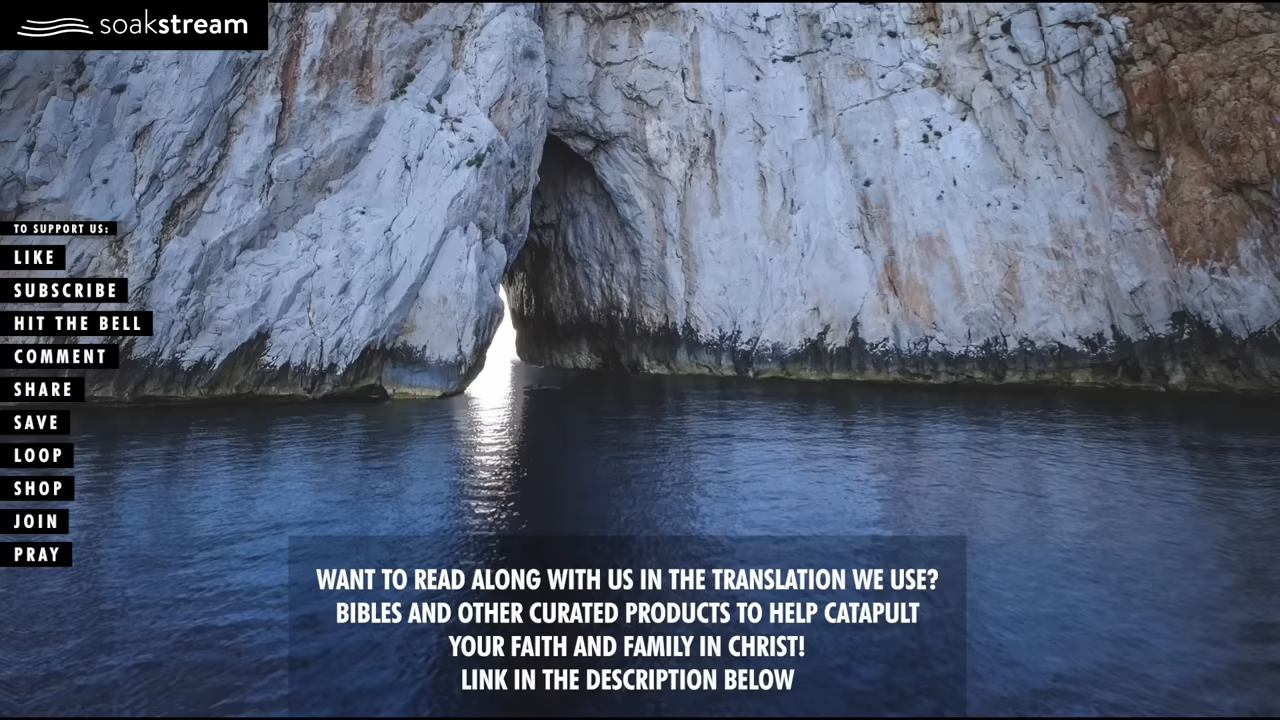 soakstream
TO SUPPORT US:
LIKE
SUBSCRIBE
HIT THE BELL
COMMENT
SHARE
SAVE
LOOP
SHOP
JOIN
PRAY
WANT TO READ ALONG WITH US IN THE TRANSLATION WE USE?
BIBLES AND OTHER CURATED PRODUCTS TO HELP CATAPULT
YOUR FAITH AND FAMILY IN CHRIST!
LINK IN THE DESCRIPTION BELOW